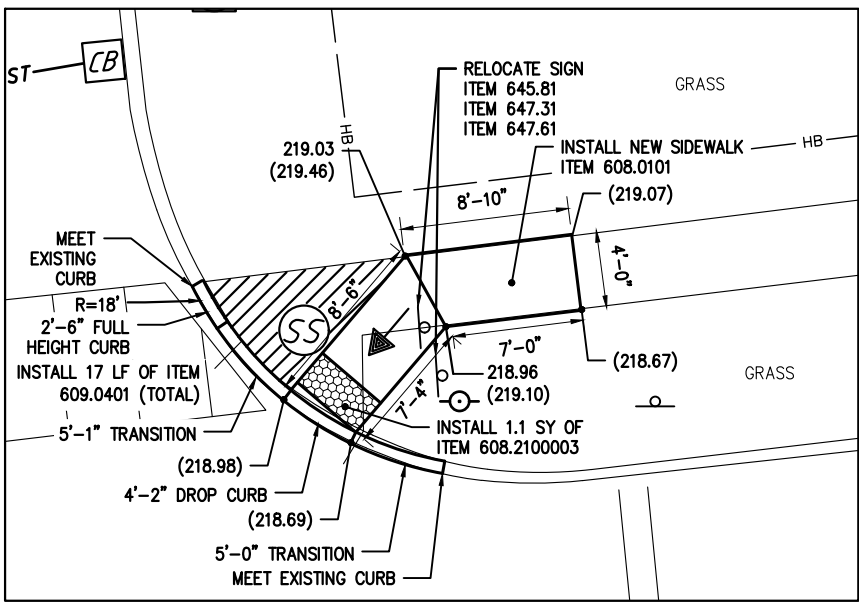 CB
ST
RELOCATE SIGN
ITEM 645.81
ITEM 647.31
ITEM 647.61
GRASS
HB
HB
INSTALL NEW SIDEWALK
ITEM 608.0101
219.03
(219.46)
8'-10"
(219.07)
4'-0"
MEET
EXISTING
CURB
R=18'
2'-6" FULL
HEIGHT CURB
INSTALL 17 LF OF ITEM
609.0401 (TOTAL)
5'-1" TRANSITION
8'-6"
SS
7'-0"
218.96
(219.10)
(218.67)
GRASS
7'-4"
INSTALL 1.1 SY OF
ITEM 608.2100003
(218.98)
4'-2" DROP CURB
(218.69)
5'-0" TRANSITION
MEET EXISTING CURB